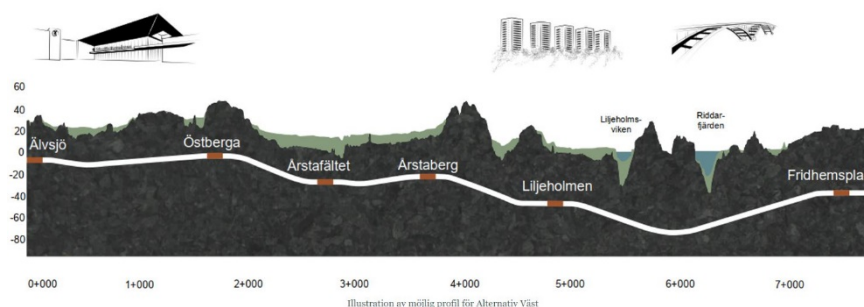 60
40
20
0
-20
-40
-60
-80
Älvsjö
Östberga
Årstafältet
Årstaberg
Liljeholmen
Liljeholms-
viken
Riddar-
fjärden
Fridhemspla
0+000
1+000
2+000
3+000
4+000
5+000
6+000
7+000
Illustration av möjlig profil för Alternativ Väst